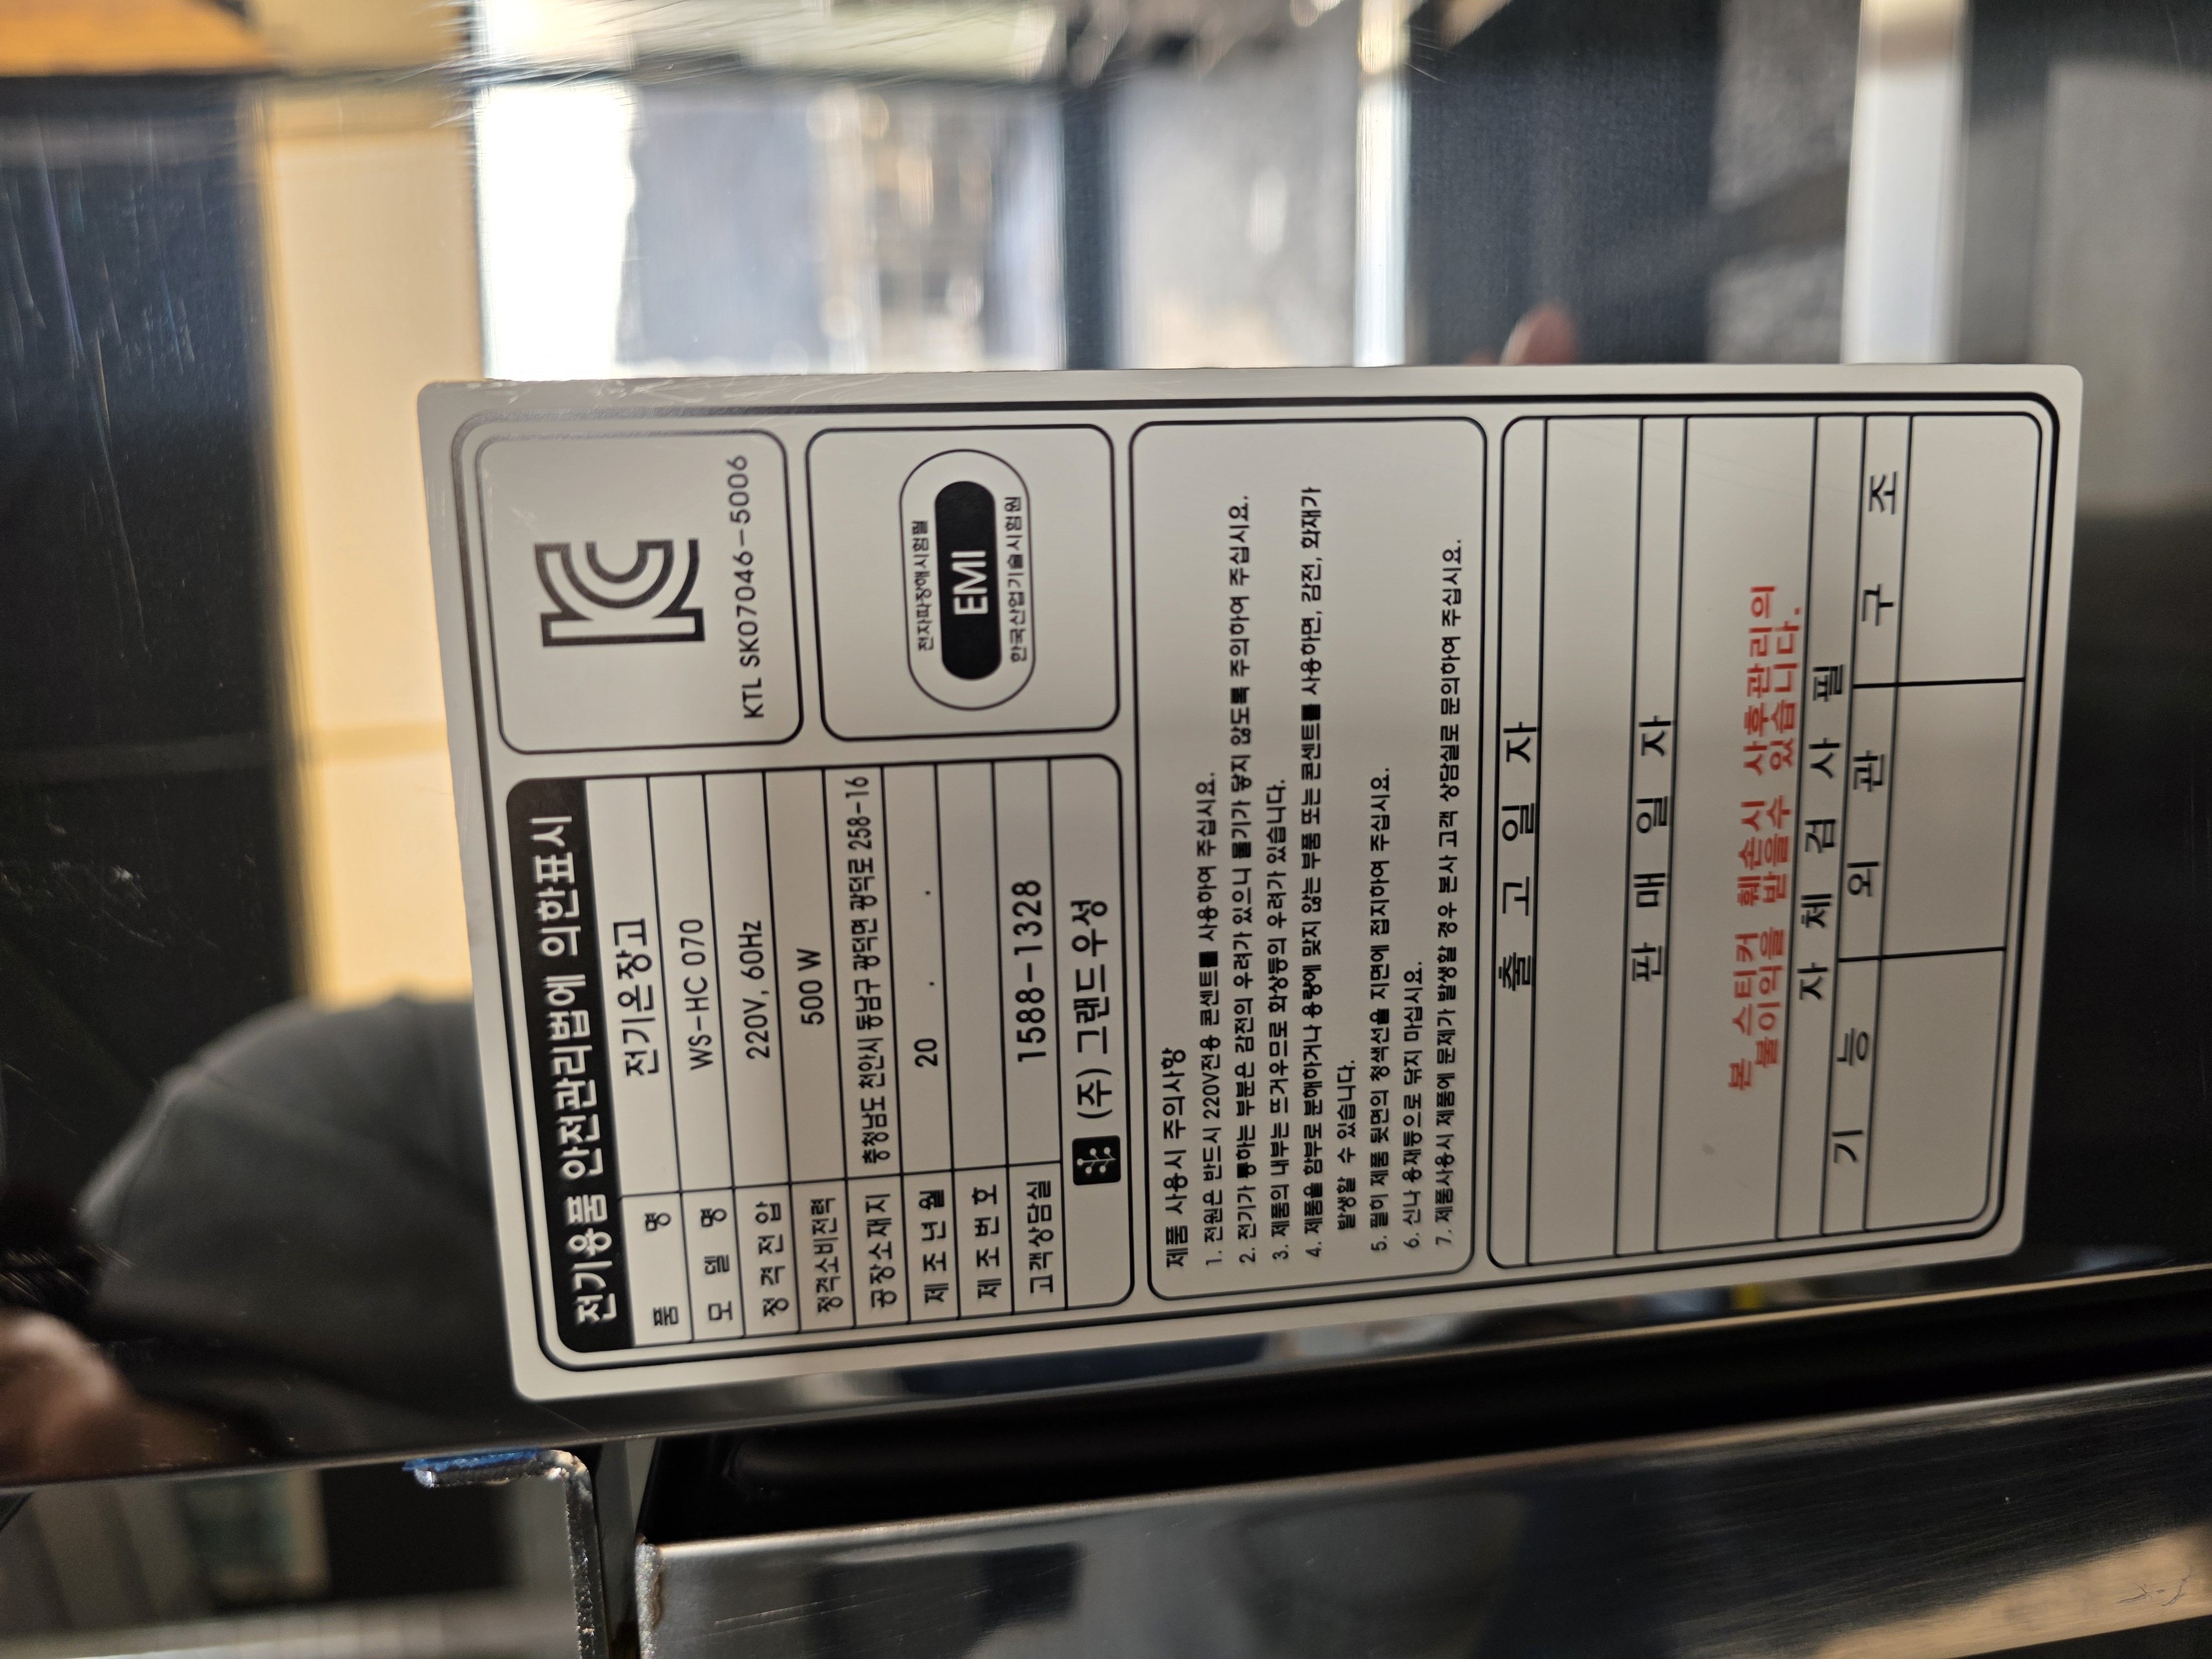 전기용품 안전관리법에 의한표시
품 명 전기온장고
모 델 명 WS-HC 070
정 격 전 압 220V, 60Hz
정격소비전력 500 W
공장소재지 충청남도 천안시 동남구 광덕면 광덕로 258-16
제 조 년 월 20 . .
제 조 번 호
고객상담실 1588-1328
(주) 그랜드우성
KC
KTL SK07046-5006
전자파장해시험필
EMI
한국산업기술시험원
제품 사용시 주의사항
1. 전원은 반드시 220V전용 콘센트를 사용하여 주십시요.
2. 전기가 통하는 부분은 감전의 우려가 있으니 물기가 닿지 않도록 주의하여 주십시요.
3. 제품의 내부는 뜨거우므로 화상등의 우려가 있습니다.
4. 제품을 함부로 분해하거나 용량에 맞지 않는 부품 또는 콘센트를 사용하면, 감전, 화재가
발생할 수 있습니다.
5. 필히 제품 뒷면의 청색선을 지면에 접지하여 주십시요.
6. 신나 용재등으로 닦지 마십시요.
7. 제품사용시 제품에 문제가 발생할 경우 본사 고객 상담실로 문의하여 주십시요.
출 고 일 자
판 매 일 자
본 스티커 훼손시 사후관리의
불이익을 받을수 있습니다.
자 체 검 사 필
기 능 외 관 구 조